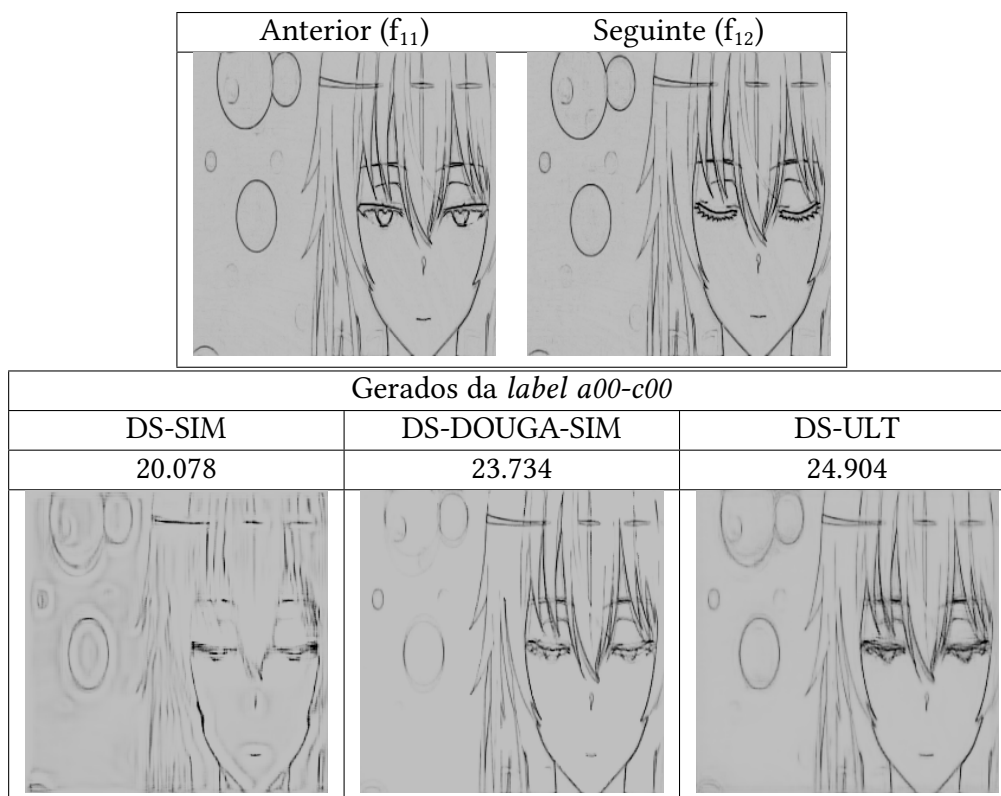 Anterior (f₁₁) Seguinte (f₁₂)
Gerados da label a00-c00
DS-SIM DS-DOUGA-SIM DS-ULT
20.078 23.734 24.904